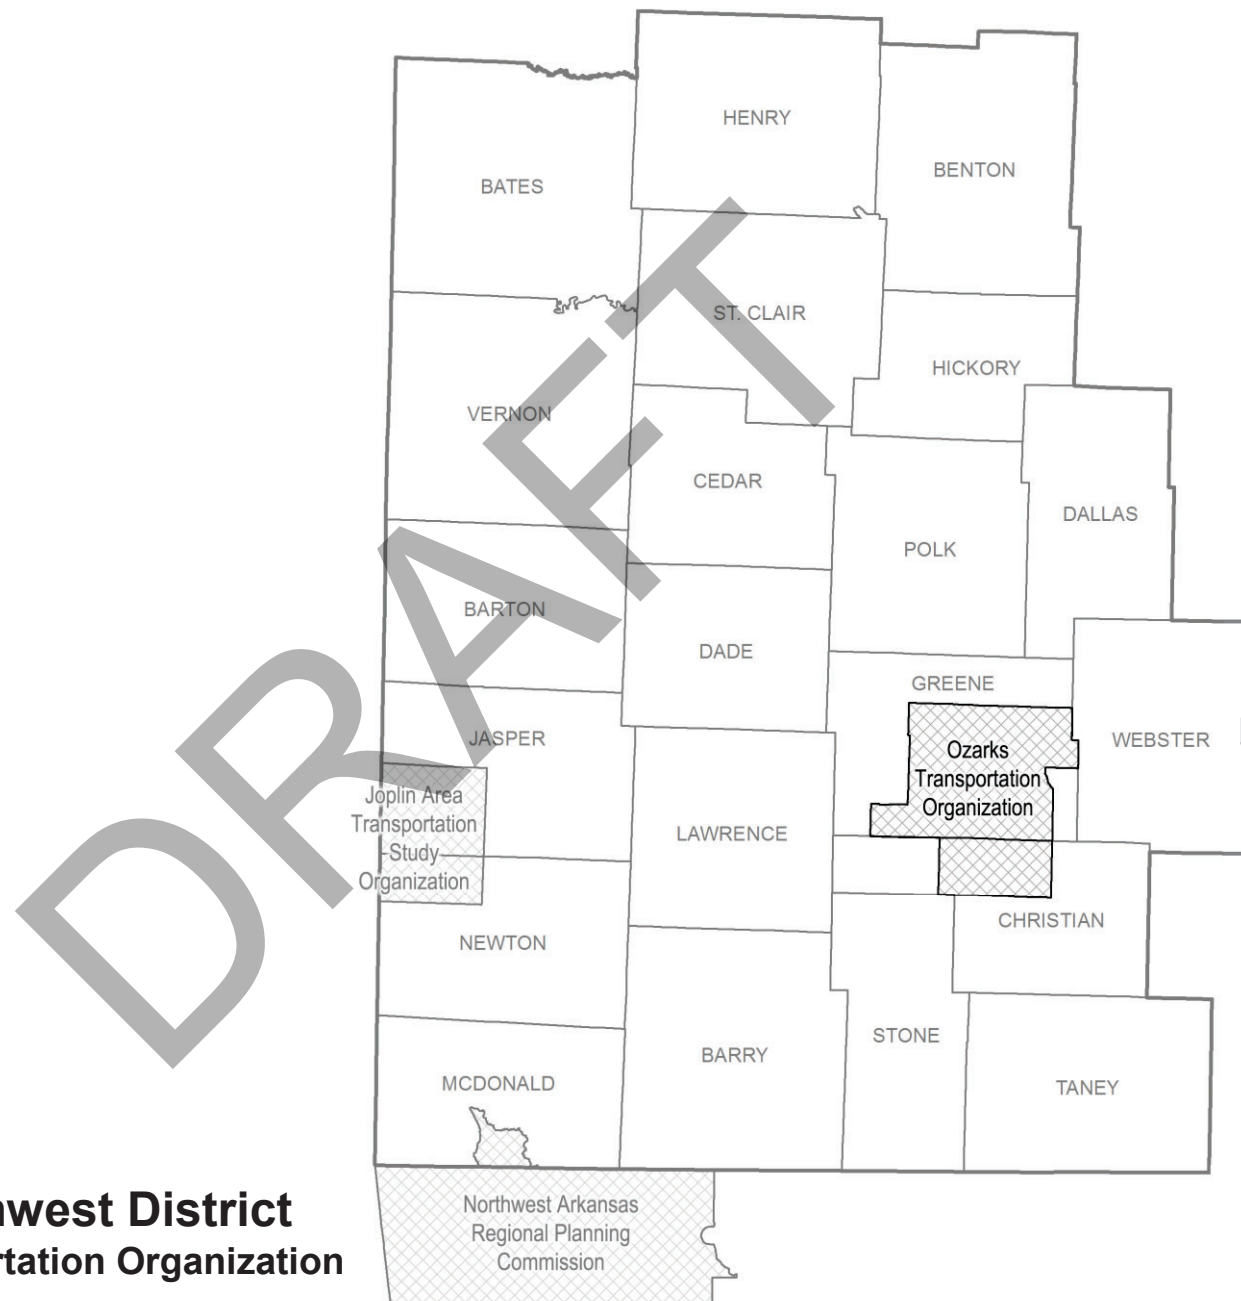 HENRY
BENTON
BATES
ST. CLAIR
HICKORY
VERNON
CEDAR
DALLAS
POLK
BARTON
DADE
GREENE
JASPER
WEBSTER
Ozarks
Transportation
Organization
Joplin Area
Transportation
Study
Organization
LAWRENCE
CHRISTIAN
NEWTON
STONE
BARRY
MCDONALD
TANEY
Northwest Arkansas
Regional Planning
Commission
DRAFT
hwest District
rtation Organization